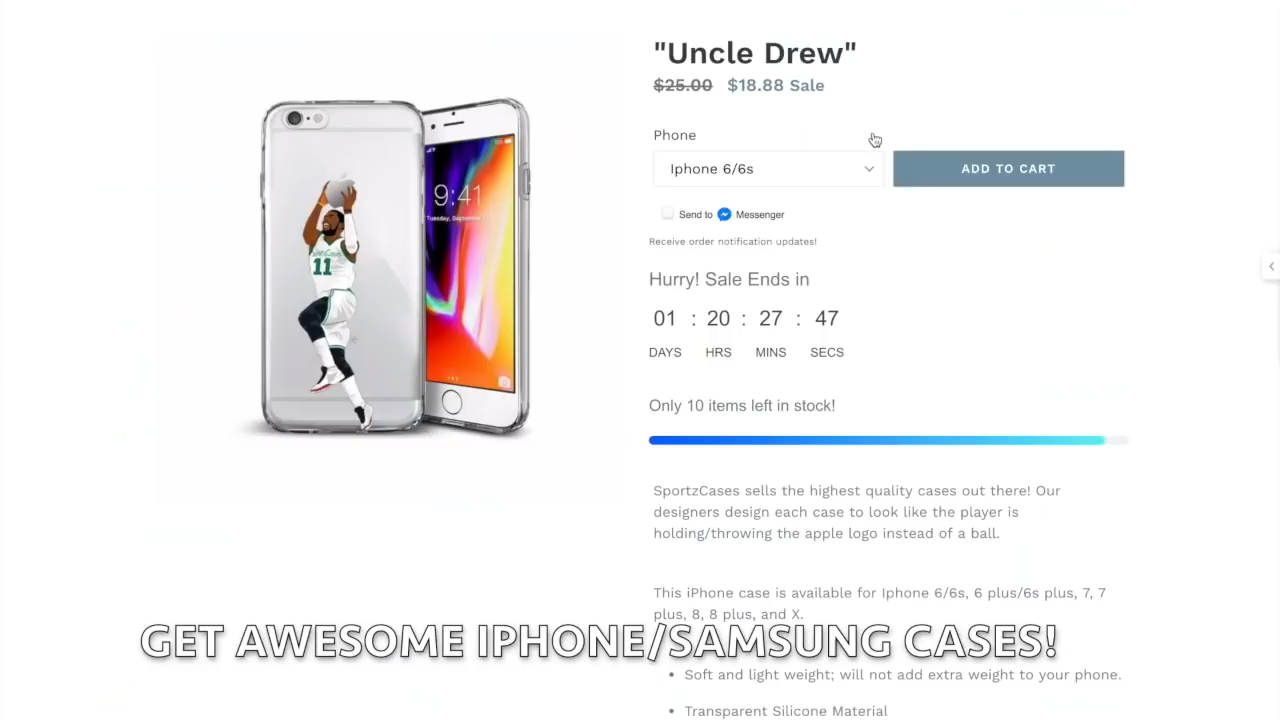 "Uncle Drew"
$25.00 $18.88 Sale
Phone
Iphone 6/6s
ADD TO CART
Send to Messenger
Receive order notification updates!
Hurry! Sale Ends in
01 : 20 : 27 : 47
DAYS HRS MINS SECS
Only 10 items left in stock!
SportzCases sells the highest quality cases out there! Our
designers design each case to look like the player is
holding/throwing the apple logo instead of a ball.
This iPhone case is available for Iphone 6/6s, 6 plus/6s plus, 7, 7
plus, 8, 8 plus, and X.
GET AWESOME IPHONE/SAMSUNG CASES!
• Soft and light weight; will not add extra weight to your phone.
• Transparent Silicone Material
9:41
11